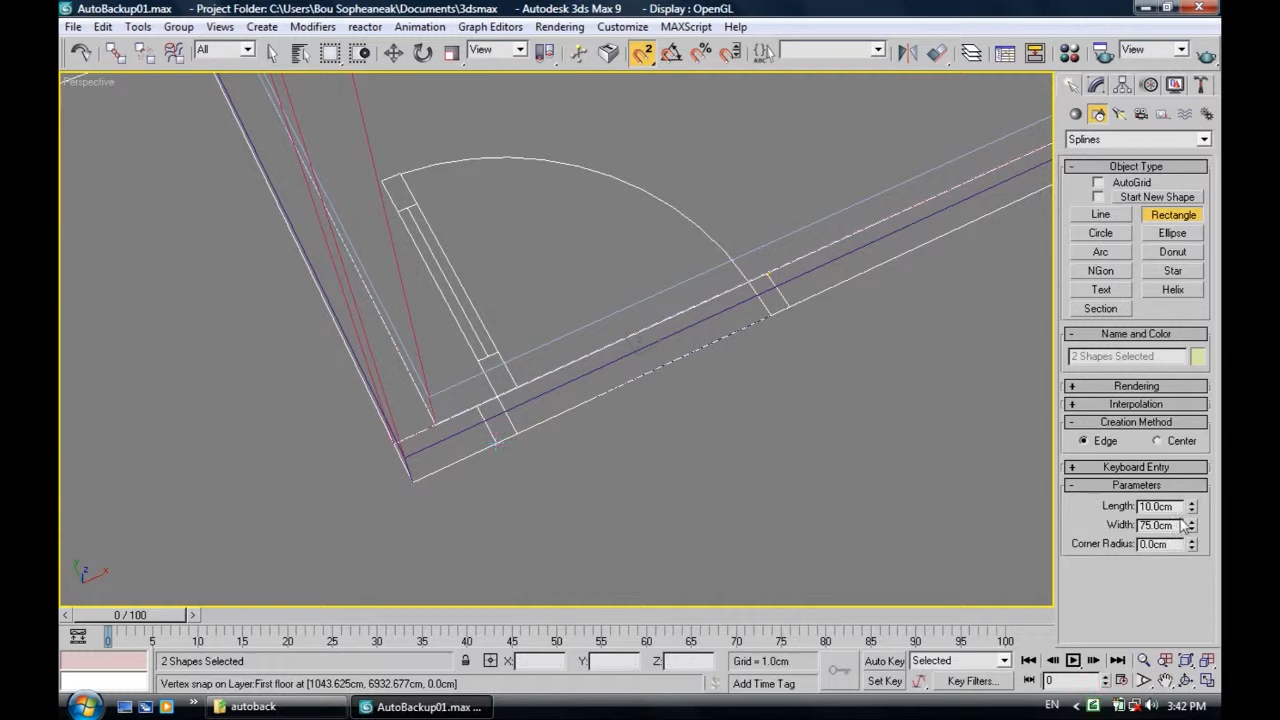 AutoBackup01.max - Project Folder: C:\Users\Bou Sopheaneak\Documents\3dsmax - Autodesk 3ds Max 9 - Display : OpenGL
File Edit Tools Group Views Create Modifiers reactor Animation Graph Editors Rendering Customize MAXScript Help
All View 2 ABC View
Perspective
Splines
- Object Type
AutoGrid
Start New Shape
Line Rectangle
Circle Ellipse
Arc Donut
NGon Star
Text Helix
Section
- Name and Color
2 Shapes Selected
+ Rendering
+ Interpolation
- Creation Method
Edge Center
+ Keyboard Entry
- Parameters
Length: 10.0cm
Width: 75.0cm
Corner Radius: 0.0cm
z x
< 0 / 100 >
0 5 10 15 20 25 30 35 40 45 50 55 60 65 70 75 80 85 90 95 100
2 Shapes Selected X: Y: Z: Grid = 1.0cm Auto Key Selected
Vertex snap on Layer:First floor at [1043.625cm, 6932.677cm, 0.0cm] Add Time Tag Set Key Key Filters... 0
autoback AutoBackup01.max ... EN 3:42 PM